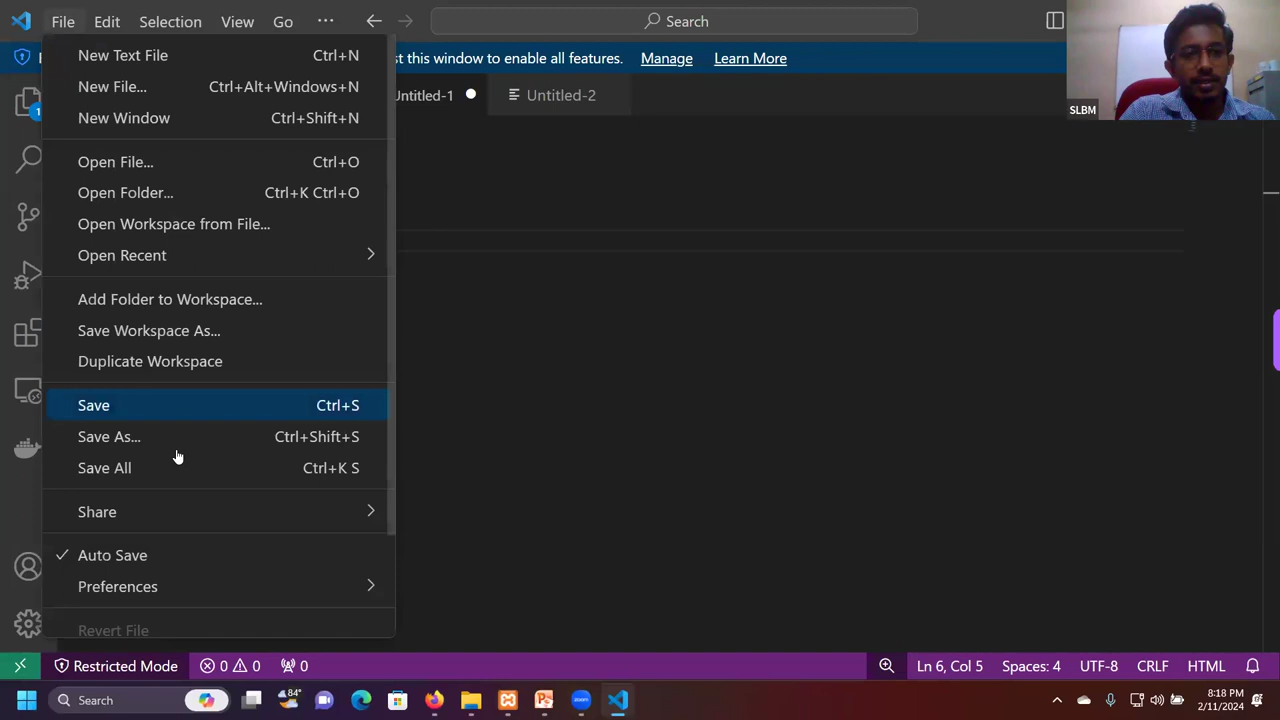 File Edit Selection View Go ··· Search
New Text File Ctrl+N
New File... Ctrl+Alt+Windows+N
New Window Ctrl+Shift+N
Open File... Ctrl+O
Open Folder... Ctrl+K Ctrl+O
Open Workspace from File...
Open Recent
Add Folder to Workspace...
Save Workspace As...
Duplicate Workspace
Save Ctrl+S
Save As... Ctrl+Shift+S
Save All Ctrl+K S
Share
Auto Save
Preferences
Revert File
st this window to enable all features. Manage Learn More
Untitled-1 Untitled-2
SLBM
1
Restricted Mode 0 0 0 Ln 6, Col 5 Spaces: 4 UTF-8 CRLF HTML
Search 84° zoom 8:18 PM
2/11/2024